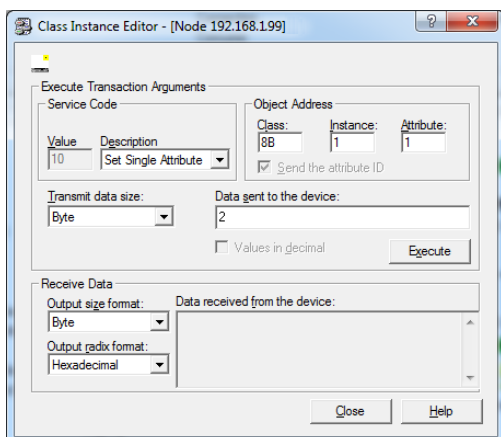 Class Instance Editor - [Node 192.168.1.99]
Execute Transaction Arguments
Service Code
Object Address
Value Description
10 Set Single Attribute
Class: Instance: Attribute:
8B 1 1
Send the attribute ID
Transmit data size: Data sent to the device:
Byte 2
Values in decimal
Execute
Receive Data
Output size format: Data received from the device:
Byte
Output radix format:
Hexadecimal
Close Help